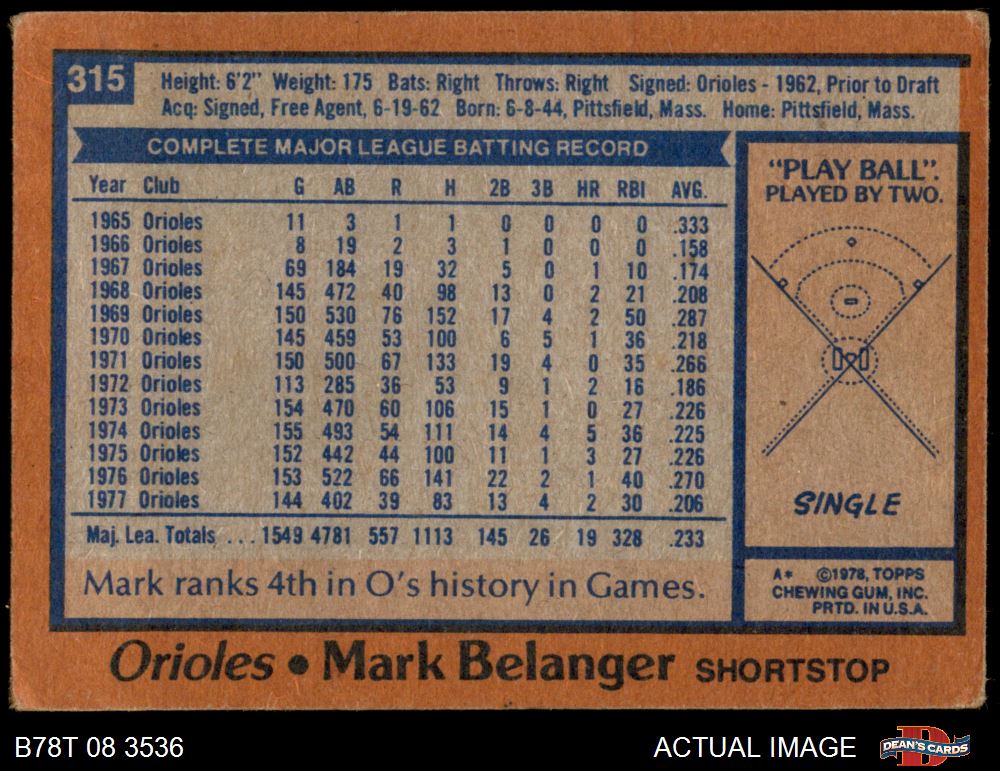 315
Height: 6'2" Weight: 175 Bats: Right Throws: Right Signed: Orioles - 1962, Prior to Draft
Acq: Signed, Free Agent, 6-19-62 Born: 6-8-44, Pittsfield, Mass. Home: Pittsfield, Mass.
COMPLETE MAJOR LEAGUE BATTING RECORD
Year Club G AB R H 2B 3B HR RBI AVG.
1965 Orioles 11 3 1 1 0 0 0 0 .333
1966 Orioles 8 19 2 3 1 0 0 0 .158
1967 Orioles 69 184 19 32 5 0 1 10 .174
1968 Orioles 145 472 40 98 13 0 2 21 .208
1969 Orioles 150 530 76 152 17 4 2 50 .287
1970 Orioles 145 459 53 100 6 5 1 36 .218
1971 Orioles 150 500 67 133 19 4 0 35 .266
1972 Orioles 113 285 36 53 9 1 2 16 .186
1973 Orioles 154 470 60 106 15 1 0 27 .226
1974 Orioles 155 493 54 111 14 4 5 36 .225
1975 Orioles 152 442 44 100 11 1 3 27 .226
1976 Orioles 153 522 66 141 22 2 1 40 .270
1977 Orioles 144 402 39 83 13 4 2 30 .206
Maj. Lea. Totals ... 1549 4781 557 1113 145 26 19 328 .233
Mark ranks 4th in O's history in Games.
"PLAY BALL".
PLAYED BY TWO.
SINGLE
A* ©1978, TOPPS
CHEWING GUM, INC.
PRTD. IN U.S.A.
Orioles • Mark Belanger SHORTSTOP
B78T 08 3536
ACTUAL IMAGE
D
DEAN'S CARDS